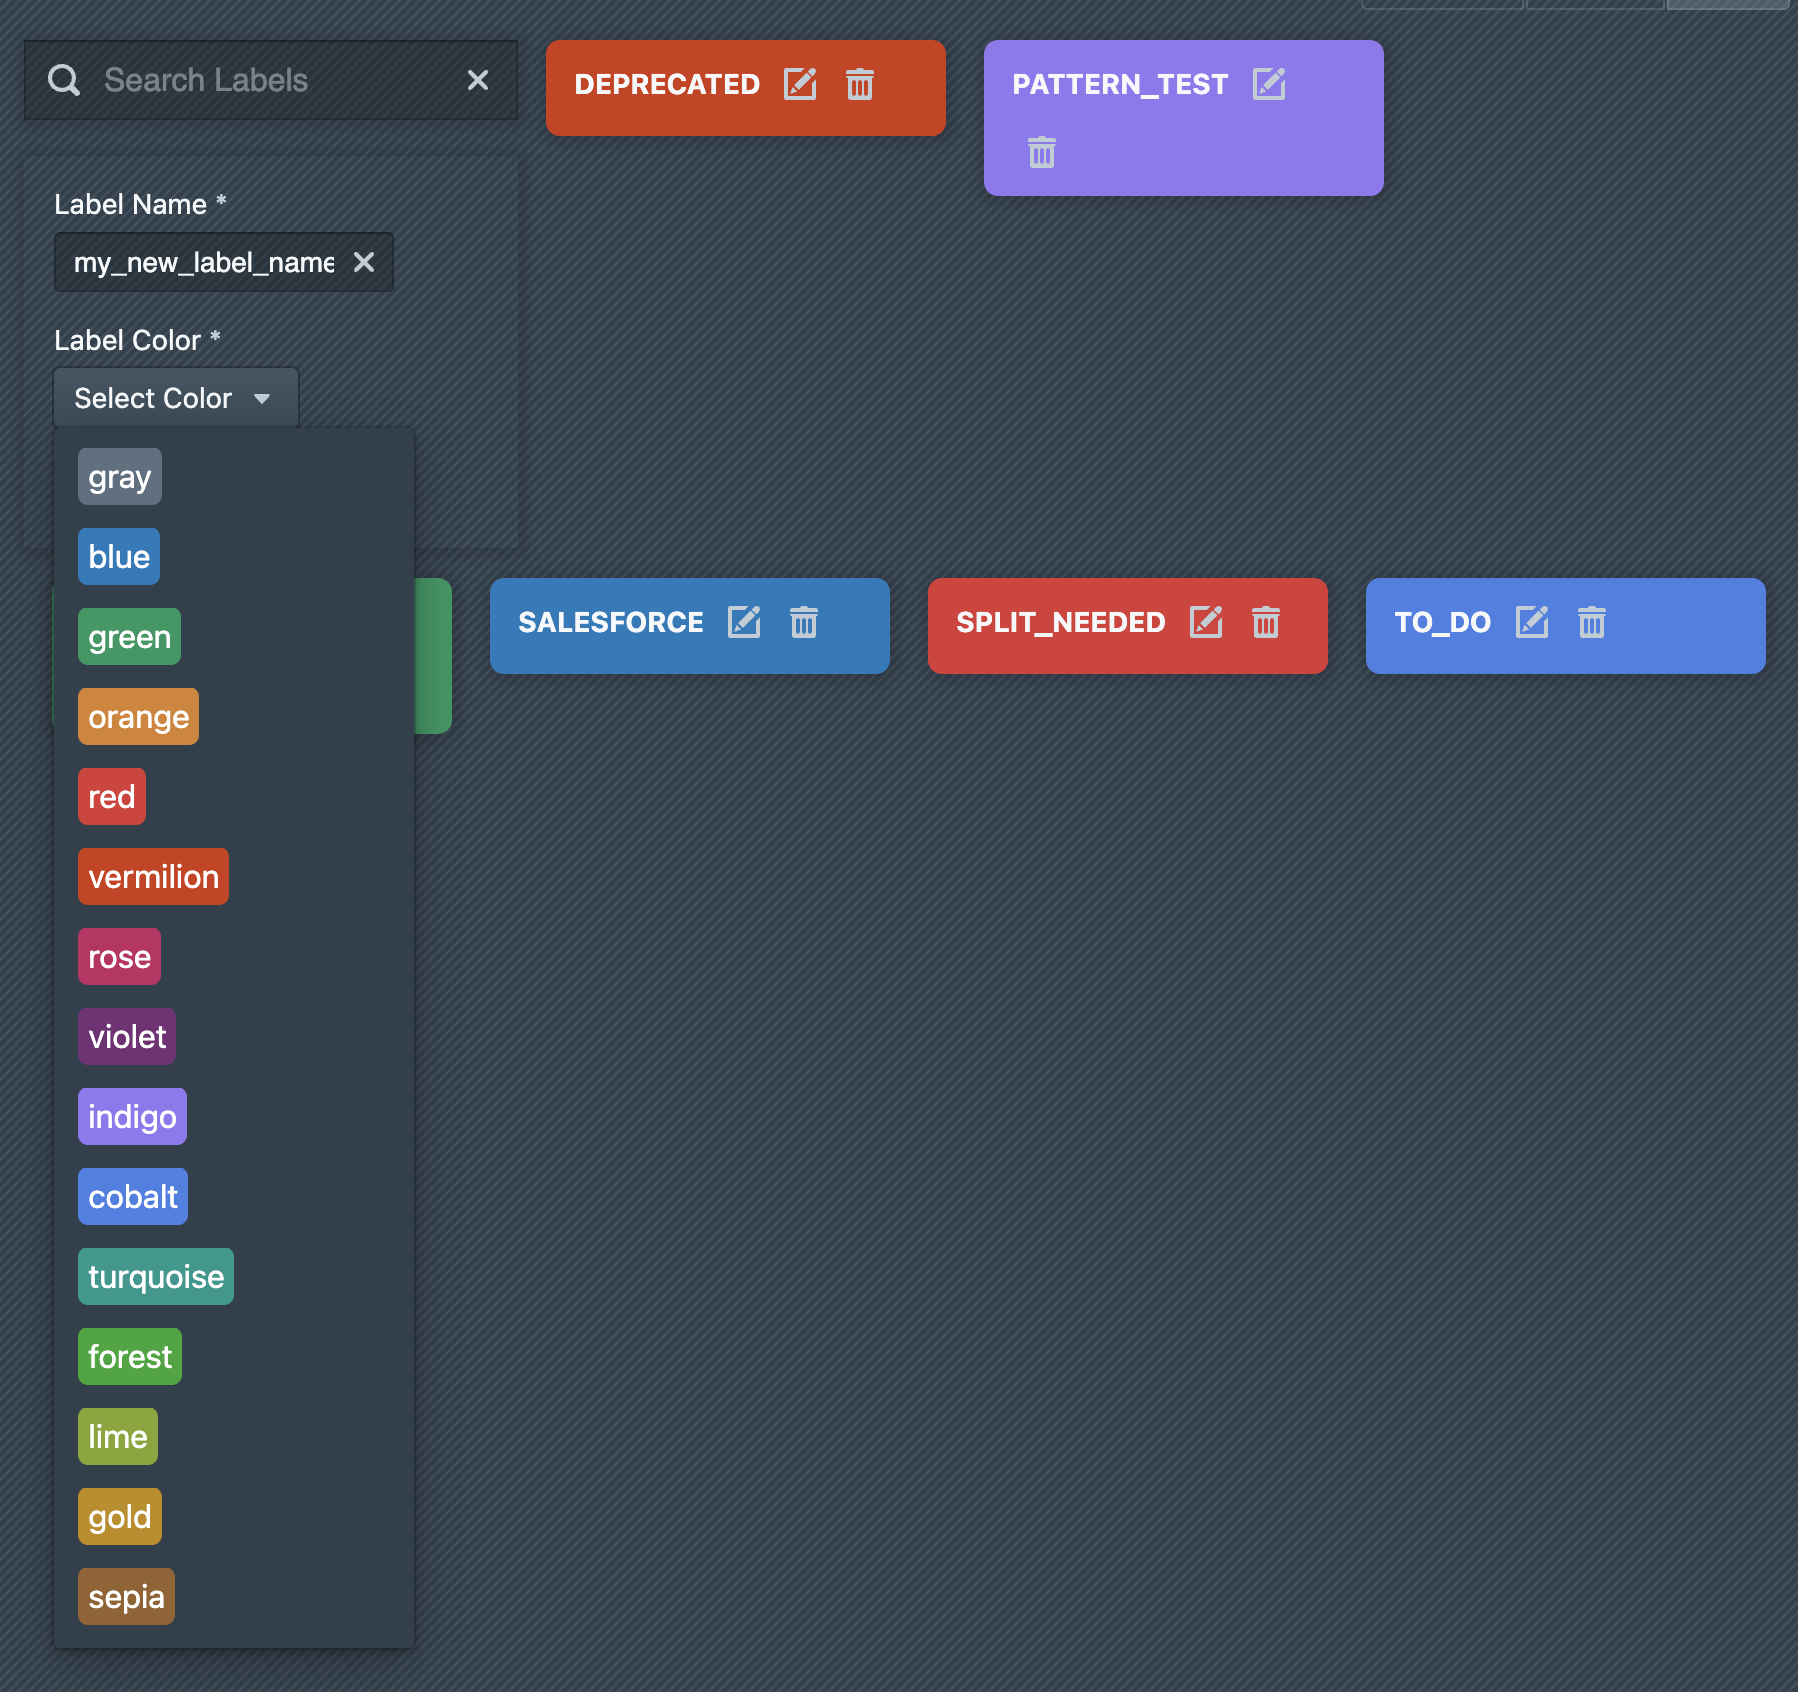 Search Labels
DEPRECATED
PATTERN_TEST
Label Name *
my_new_label_name
Label Color *
Select Color
gray
blue
green
orange
red
vermilion
rose
violet
indigo
cobalt
turquoise
forest
lime
gold
sepia
SALESFORCE
SPLIT_NEEDED
TO_DO